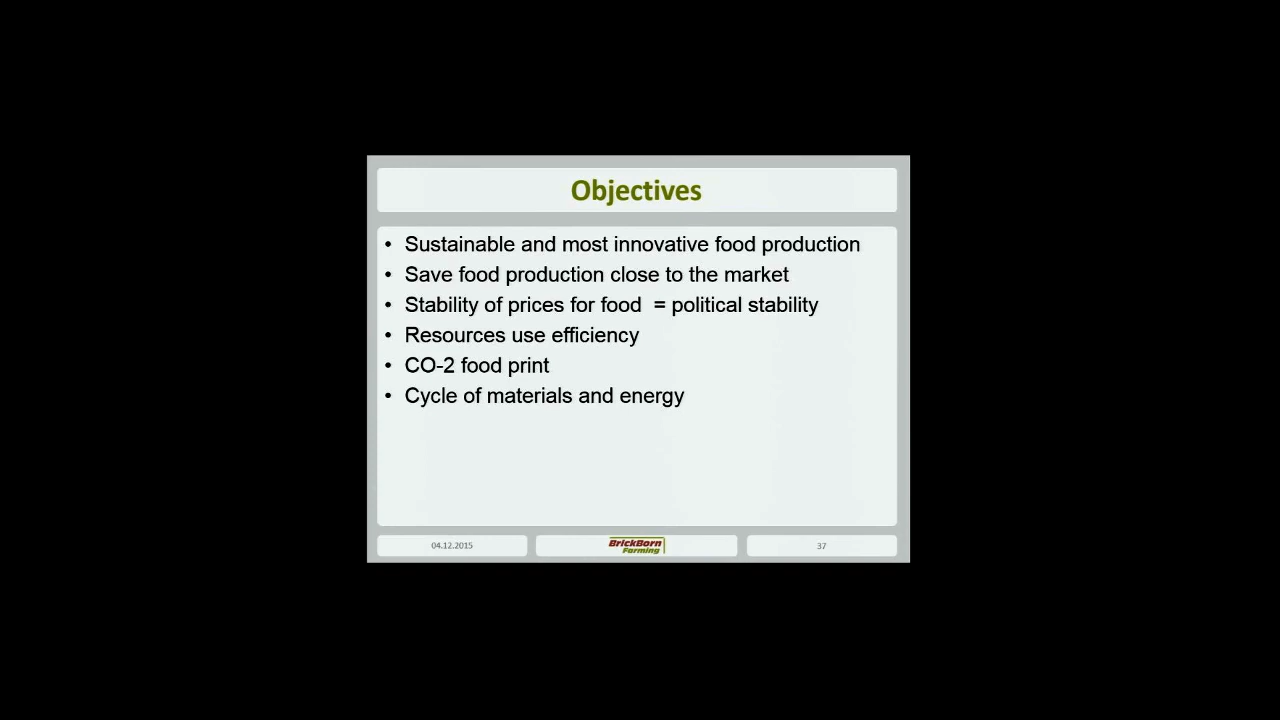 Objectives
• Sustainable and most innovative food production
• Save food production close to the market
• Stability of prices for food = political stability
• Resources use efficiency
• CO-2 food print
• Cycle of materials and energy
04.12.2015
BrickBorn
Farming
37